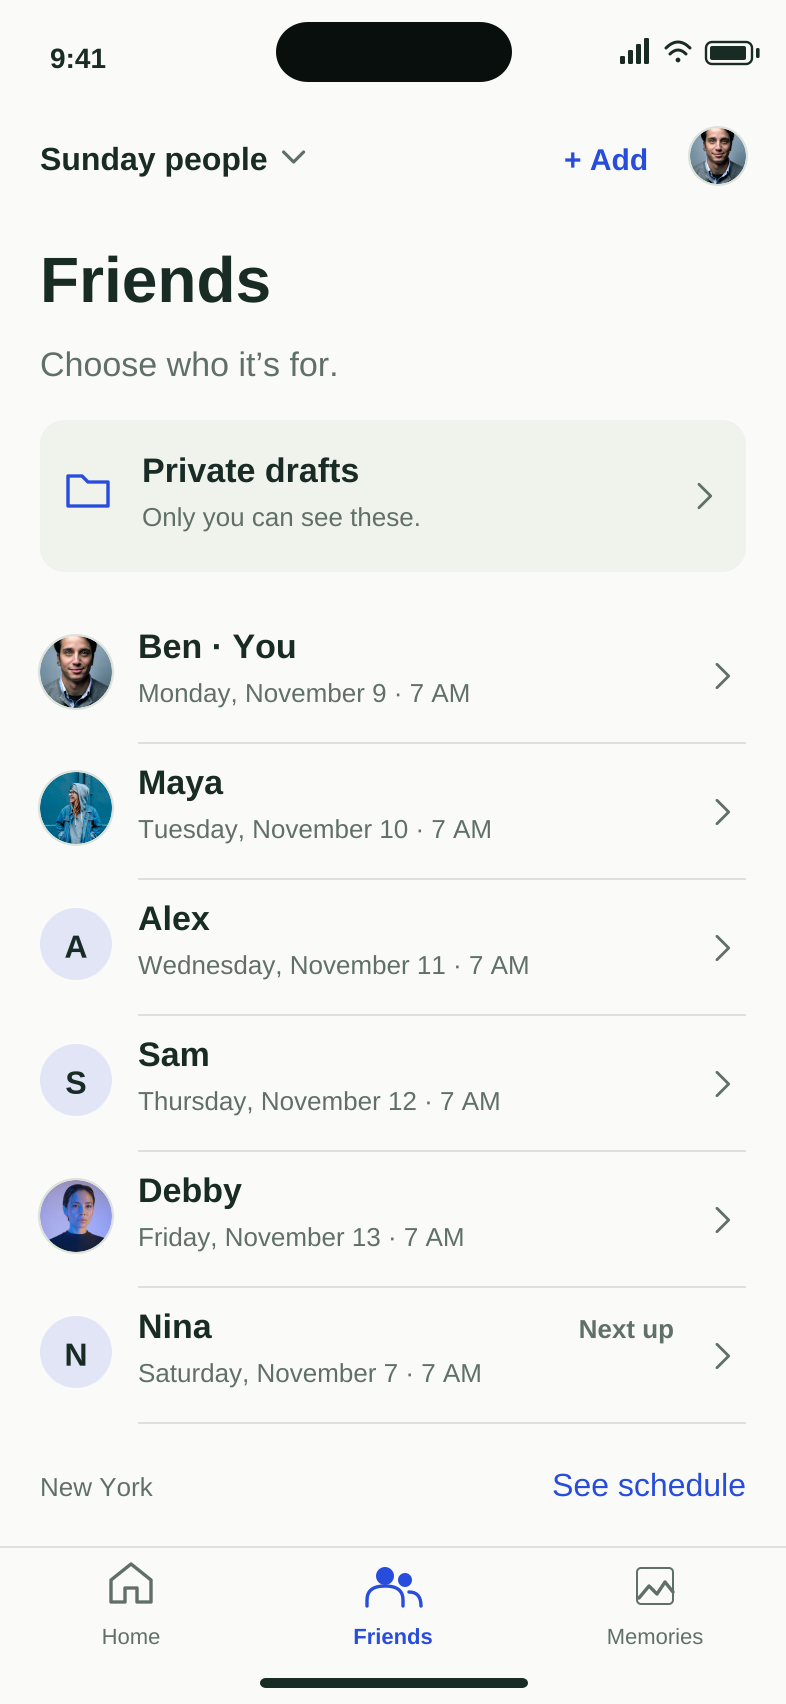 9:41
Sunday people
+ Add
Friends
Choose who it’s for.
Private drafts
Only you can see these.
Ben · You
Monday, November 9 · 7 AM
Maya
Tuesday, November 10 · 7 AM
A
Alex
Wednesday, November 11 · 7 AM
S
Sam
Thursday, November 12 · 7 AM
Debby
Friday, November 13 · 7 AM
N
Nina
Next up
Saturday, November 7 · 7 AM
New York
See schedule
Home
Friends
Memories